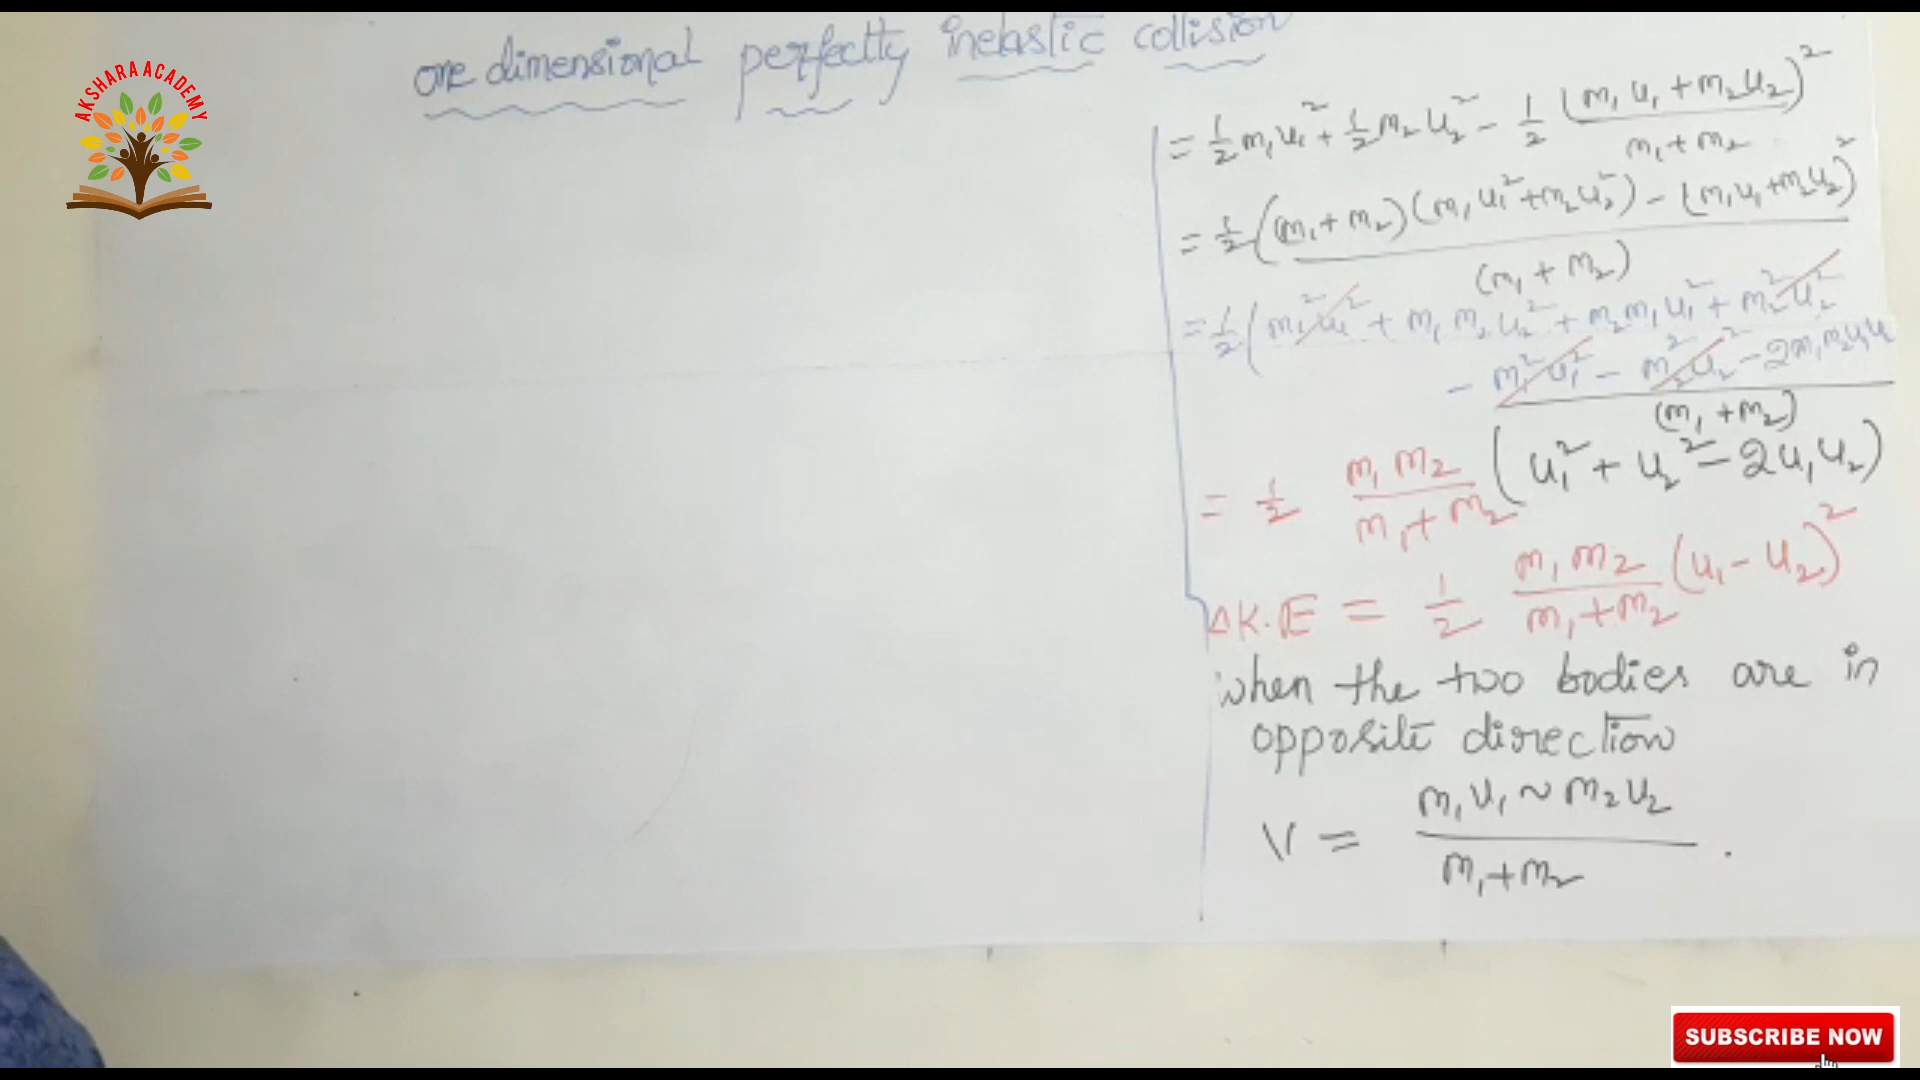 AKSHARA ACADEMY
one dimensional perfectly inelastic collision
= 1/2 m₁u₁² + 1/2 m₂u₂² - 1/2 (m₁u₁ + m₂u₂)² / m₁ + m₂
= 1/2 ((m₁ + m₂)(m₁u₁² + m₂u₂²) - (m₁u₁ + m₂u₂)² / (m₁ + m₂)
= 1/2 (m₁²u₁² + m₁m₂u₂² + m₂m₁u₁² + m₂²u₂²
- m₁²u₁² - m₂²u₂² - 2m₁m₂u₁u₂ / (m₁ + m₂)
= 1/2 m₁m₂ / m₁ + m₂ (u₁² + u₂² - 2u₁u₂)
ΔK.E = 1/2 m₁m₂ / m₁ + m₂ (u₁ - u₂)²
when the two bodies are in
opposite direction
V = m₁u₁ ~ m₂u₂ / m₁ + m₂ .
SUBSCRIBE NOW